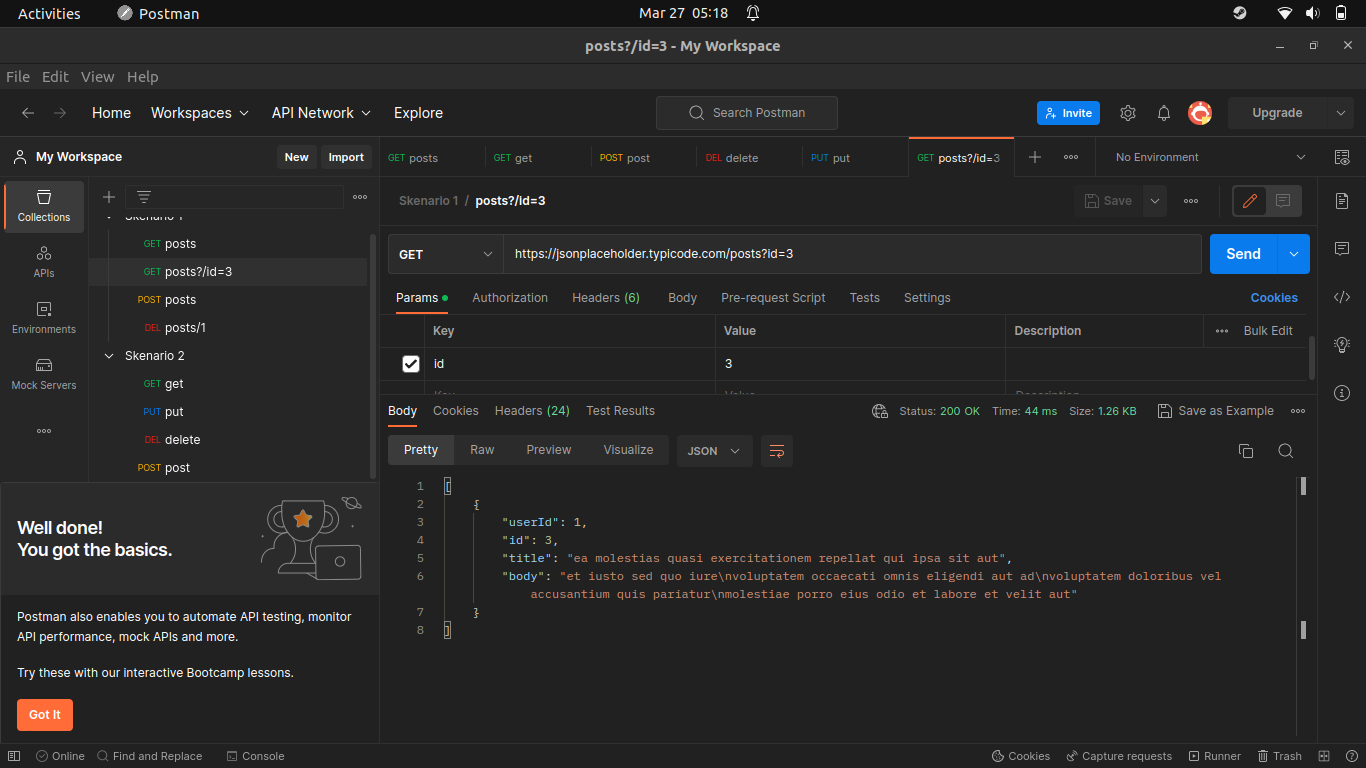 Activities Postman Mar 27 05:18
posts?/id=3 - My Workspace
File Edit View Help
Home Workspaces API Network Explore Search Postman Invite Upgrade
My Workspace New Import
GET posts GET get POST post DEL delete PUT put GET posts?/id=3 No Environment
Collections
APIs
Environments
Mock Servers
Skenario 1
GET posts
GET posts?/id=3
POST posts
DEL posts/1
Skenario 2
GET get
PUT put
DEL delete
POST post
Well done!
You got the basics.
Postman also enables you to automate API testing, monitor
API performance, mock APIs and more.
Try these with our interactive Bootcamp lessons.
Got It
Skenario 1 / posts?/id=3 Save
GET https://jsonplaceholder.typicode.com/posts?id=3 Send
Params Authorization Headers (6) Body Pre-request Script Tests Settings Cookies
Key Value Description Bulk Edit
id 3
Key Value Description
Body Cookies Headers (24) Test Results Status: 200 OK Time: 44 ms Size: 1.26 KB Save as Example
Pretty Raw Preview Visualize JSON
1 [
2 {
3 "userId": 1,
4 "id": 3,
5 "title": "ea molestias quasi exercitationem repellat qui ipsa sit aut",
6 "body": "et iusto sed quo iure\nvoluptatem occaecati omnis eligendi aut ad\nvoluptatem doloribus vel
accusantium quis pariatur\nmolestiae porro eius odio et labore et velit aut"
7 }
8 ]
Online Find and Replace Console Cookies Capture requests Runner Trash